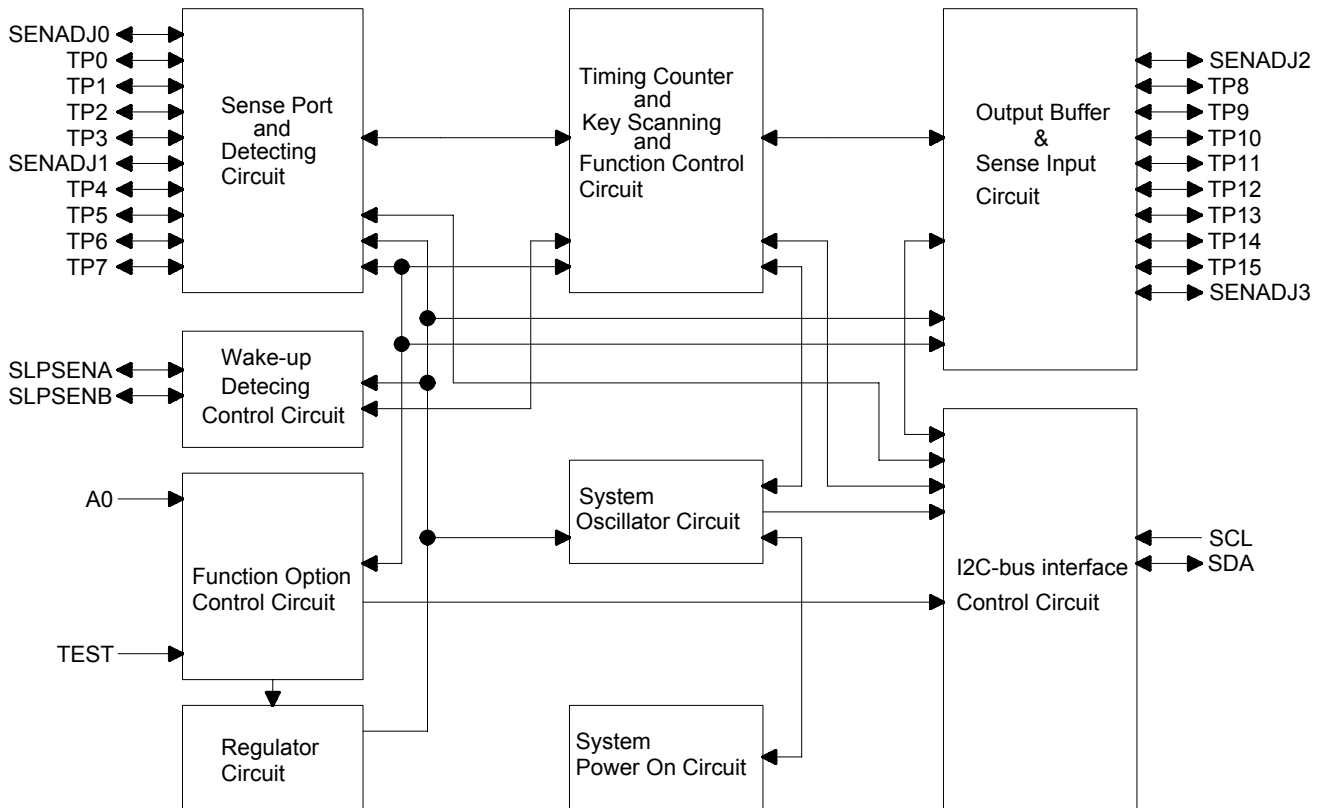 SENADJ0
TP0
TP1
TP2
TP3
SENADJ1
TP4
TP5
TP6
TP7
Sense Port
and
Detecting
Circuit
Timing Counter
and
Key Scanning
and
Function Control
Circuit
Output Buffer
&
Sense Input
Circuit
SENADJ2
TP8
TP9
TP10
TP11
TP12
TP13
TP14
TP15
SENADJ3
SLPSENA
SLPSENB
Wake-up
Detecing
Control Circuit
A0
TEST
Function Option
Control Circuit
System
Oscillator Circuit
I2C-bus interface
Control Circuit
SCL
SDA
Regulator
Circuit
System
Power On Circuit